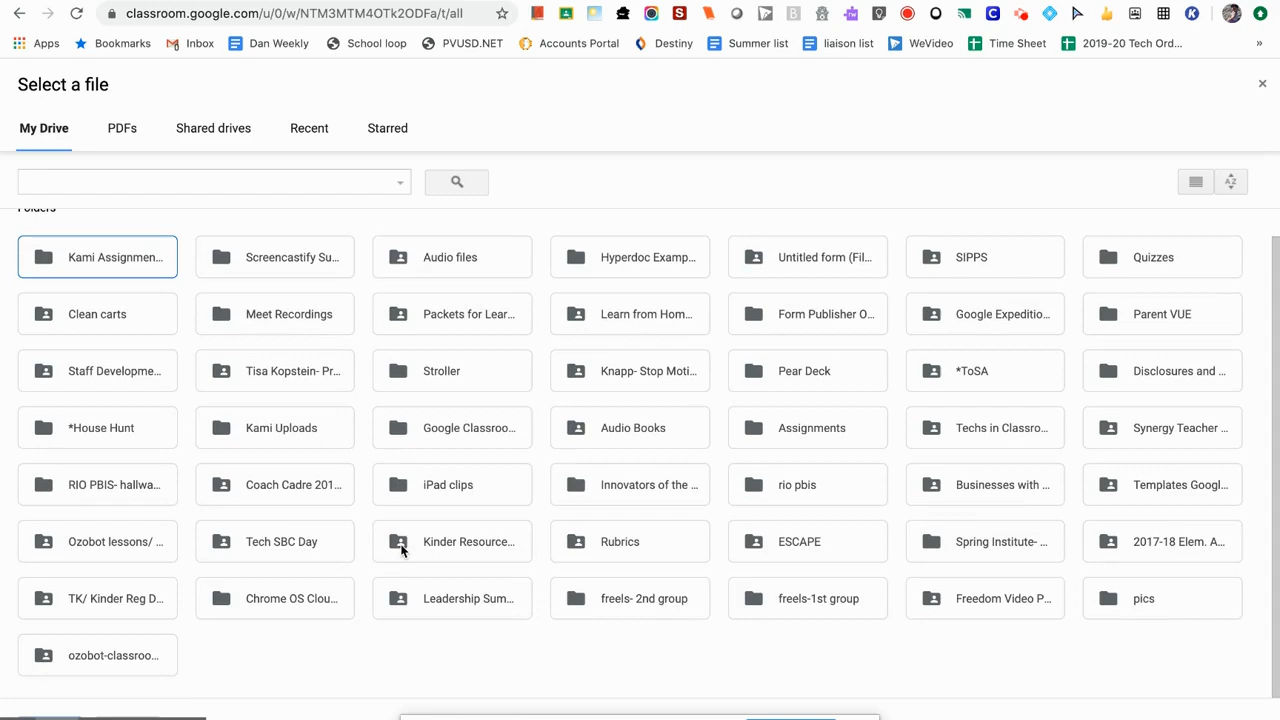 classroom.google.com/u/0/w/NTM3MTM4OTk2ODFa/t/all
Apps Bookmarks Inbox Dan Weekly School loop PVUSD.NET Accounts Portal Destiny Summer list liaison list WeVideo Time Sheet 2019-20 Tech Ord... »
Select a file
My Drive PDFs Shared drives Recent Starred
Folders
Kami Assignmen... Screencastify Su... Audio files Hyperdoc Examp... Untitled form (Fil... SIPPS Quizzes
Clean carts Meet Recordings Packets for Lear... Learn from Hom... Form Publisher O... Google Expeditio... Parent VUE
Staff Developme... Tisa Kopstein- Pr... Stroller Knapp- Stop Moti... Pear Deck *ToSA Disclosures and ...
*House Hunt Kami Uploads Google Classroo... Audio Books Assignments Techs in Classro... Synergy Teacher ...
RIO PBIS- hallwa... Coach Cadre 201... iPad clips Innovators of the ... rio pbis Businesses with ... Templates Googl...
Ozobot lessons/ ... Tech SBC Day Kinder Resource... Rubrics ESCAPE Spring Institute- ... 2017-18 Elem. A...
TK/ Kinder Reg D... Chrome OS Clou... Leadership Sum... freels- 2nd group freels-1st group Freedom Video P... pics
ozobot-classroo...